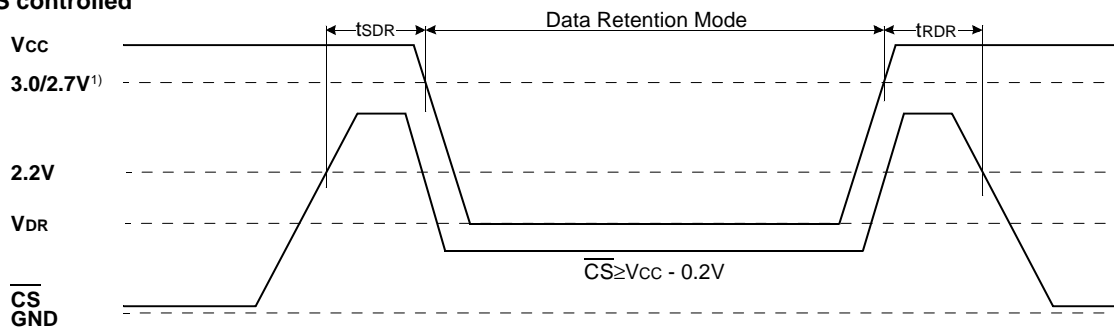 S controlled
tSDR Data Retention Mode tRDR
VCC
3.0/2.7V1)
2.2V
VDR
CS≥VCC - 0.2V
CS
GND